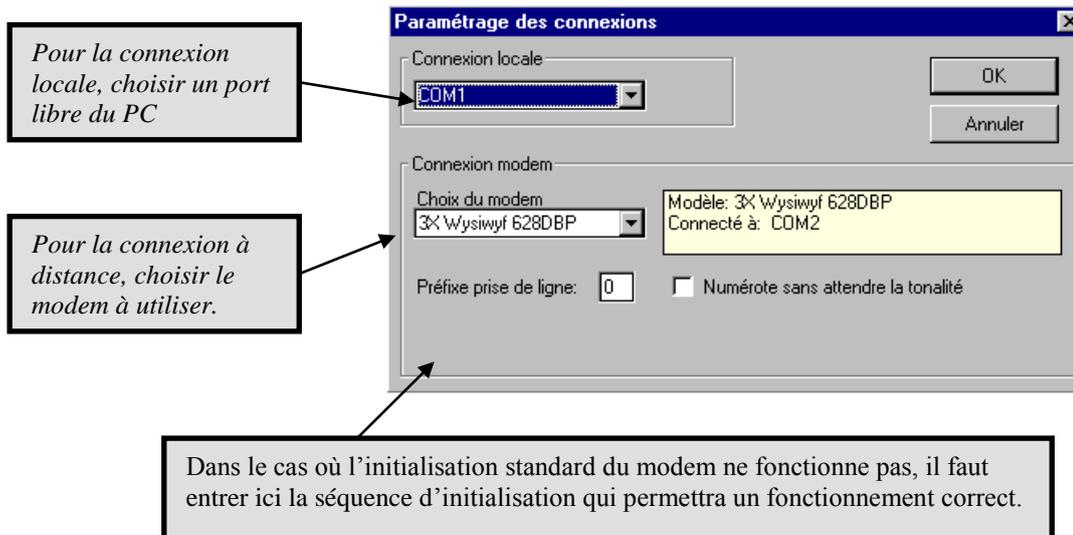 Paramétrage des connexions
Pour la connexion
locale, choisir un port
libre du PC
Connexion locale
COM1
OK
Annuler
Connexion modem
Choix du modem
3X Wysiwyf 628DBP
Modèle: 3X Wysiwyf 628DBP
Connecté à: COM2
Pour la connexion à
distance, choisir le
modem à utiliser.
Préfixe prise de ligne: 0
Numérote sans attendre la tonalité
Dans le cas où l’initialisation standard du modem ne fonctionne pas, il faut
entrer ici la séquence d’initialisation qui permettra un fonctionnement correct.